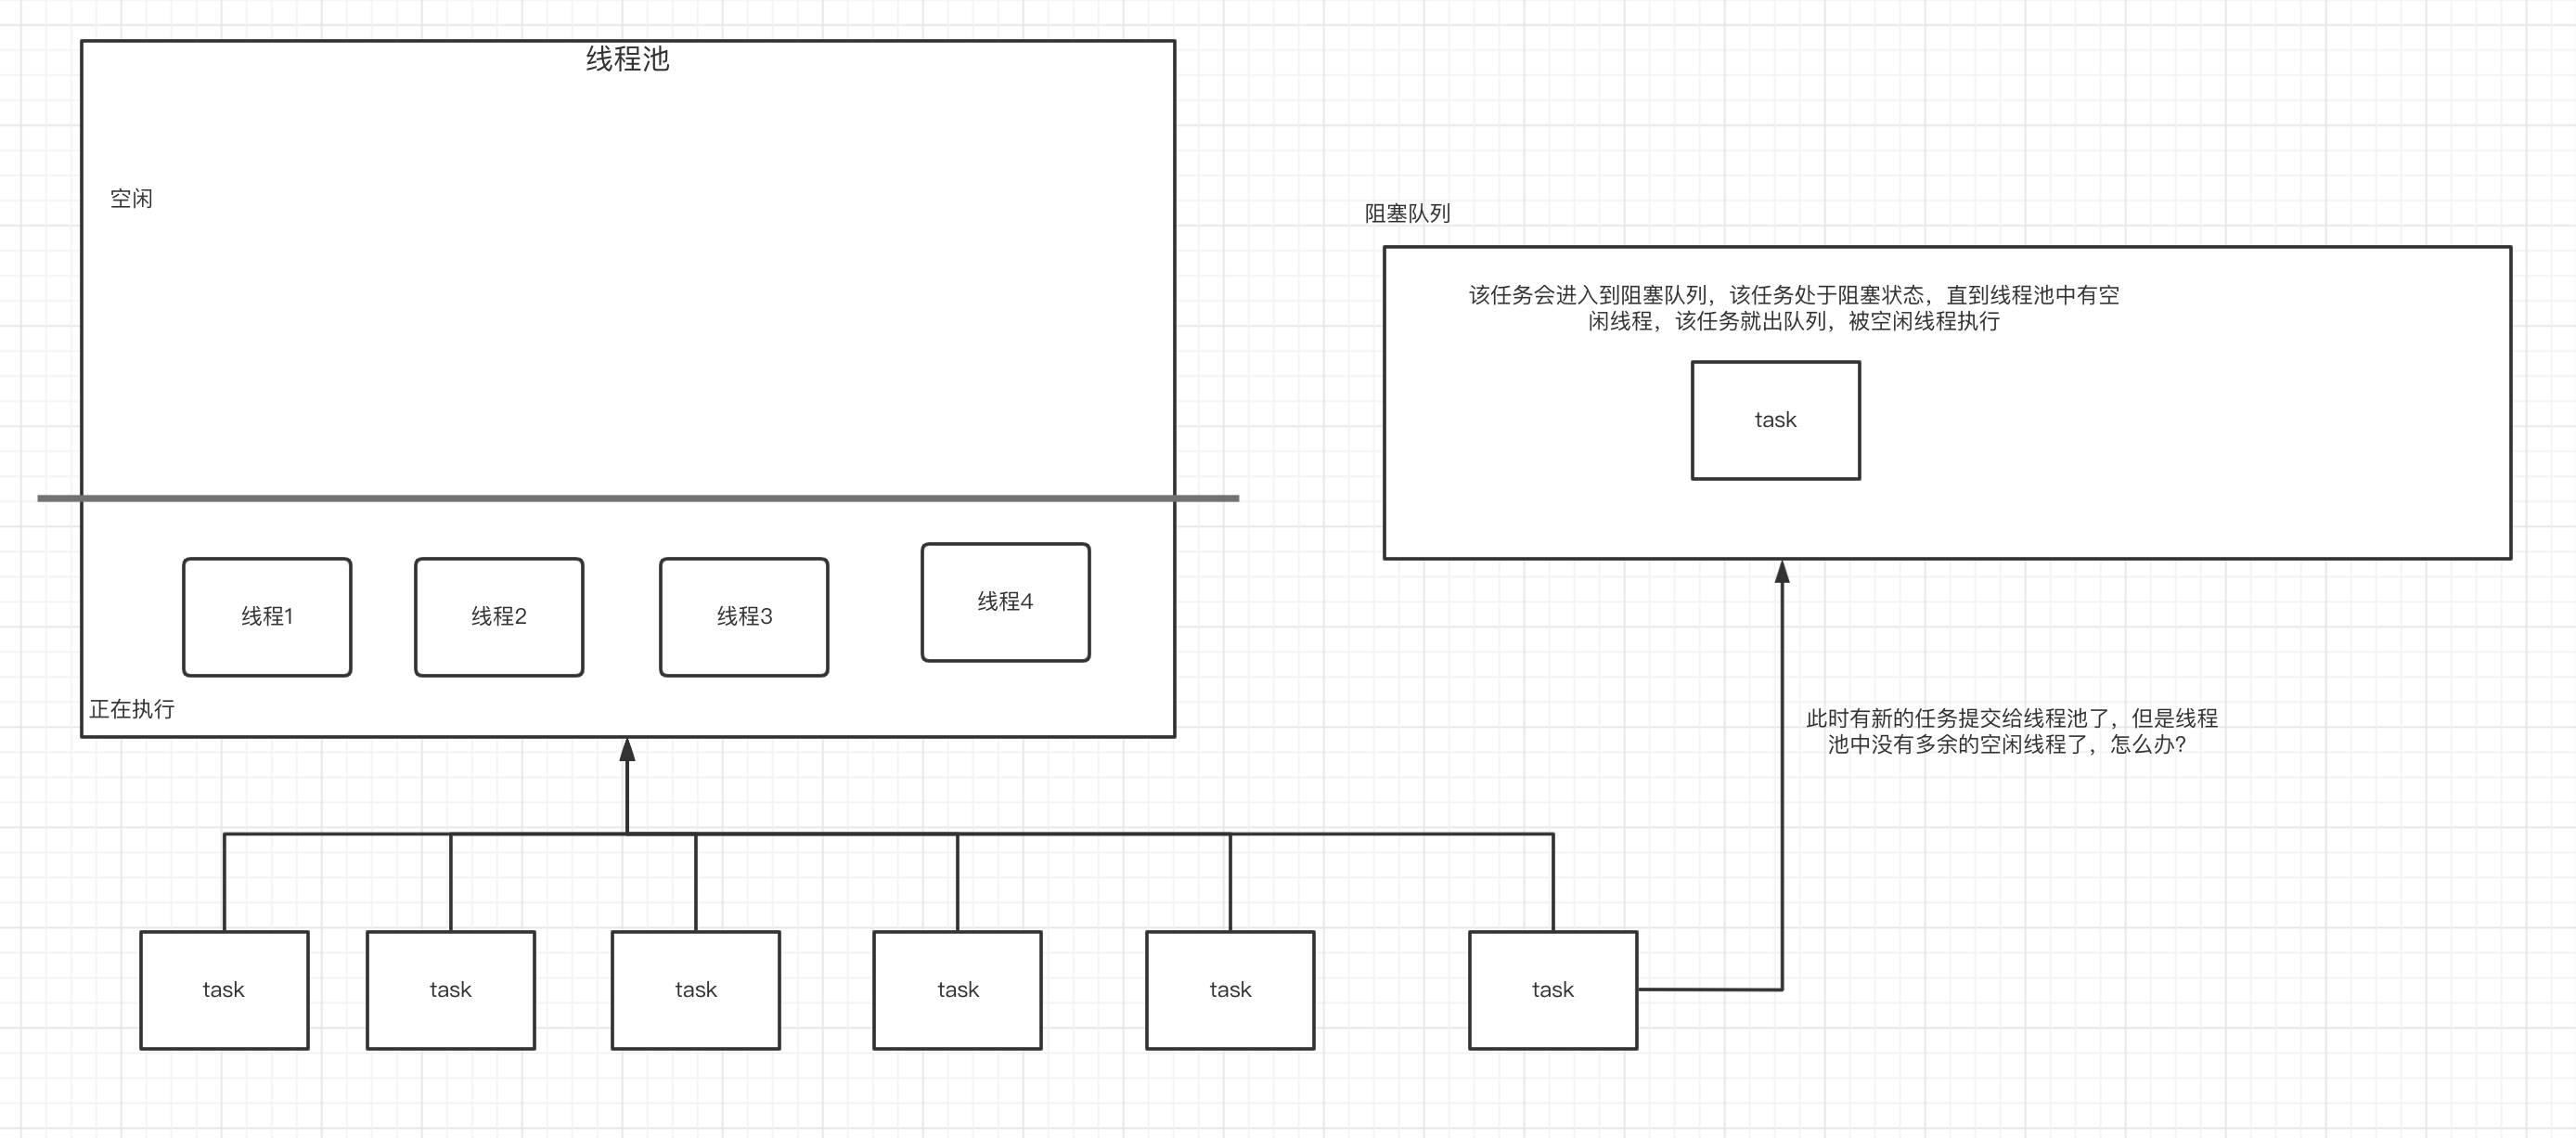 线程池
空闲
阻塞队列
该任务会进入到阻塞队列，该任务处于阻塞状态，直到线程池中有空
闲线程，该任务就出队列，被空闲线程执行
task
线程1
线程2
线程3
线程4
正在执行
此时有新的任务提交给线程池了，但是线程
池中没有多余的空闲线程了，怎么办？
task
task
task
task
task
task